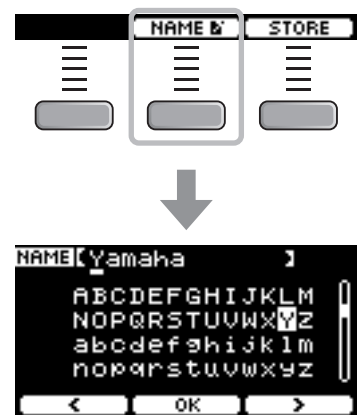 NAME STORE
NAME [Yamaha ]
ABCDEFGHIJKLM
NOPQRSTUVWXYZ
abcdefghijklm
nopqrstuvwxyz
< OK >